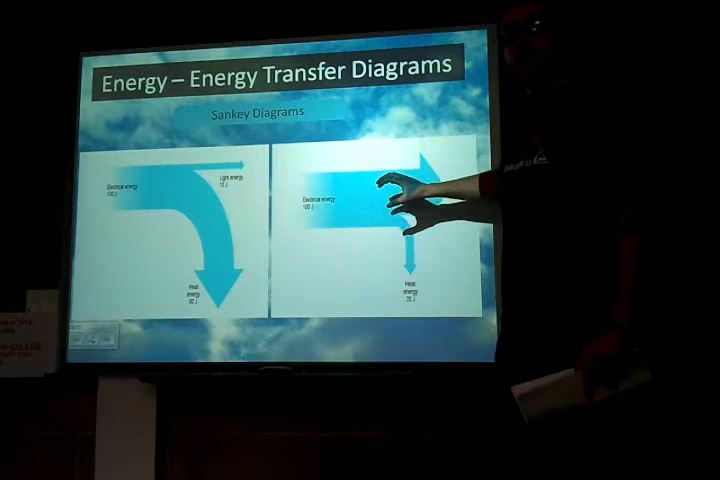 Energy – Energy Transfer Diagrams
Sankey Diagrams
Electrical energy
100 J
Light energy
10 J
Heat
energy
90 J
Electrical energy
100 J
Heat
energy
25 J